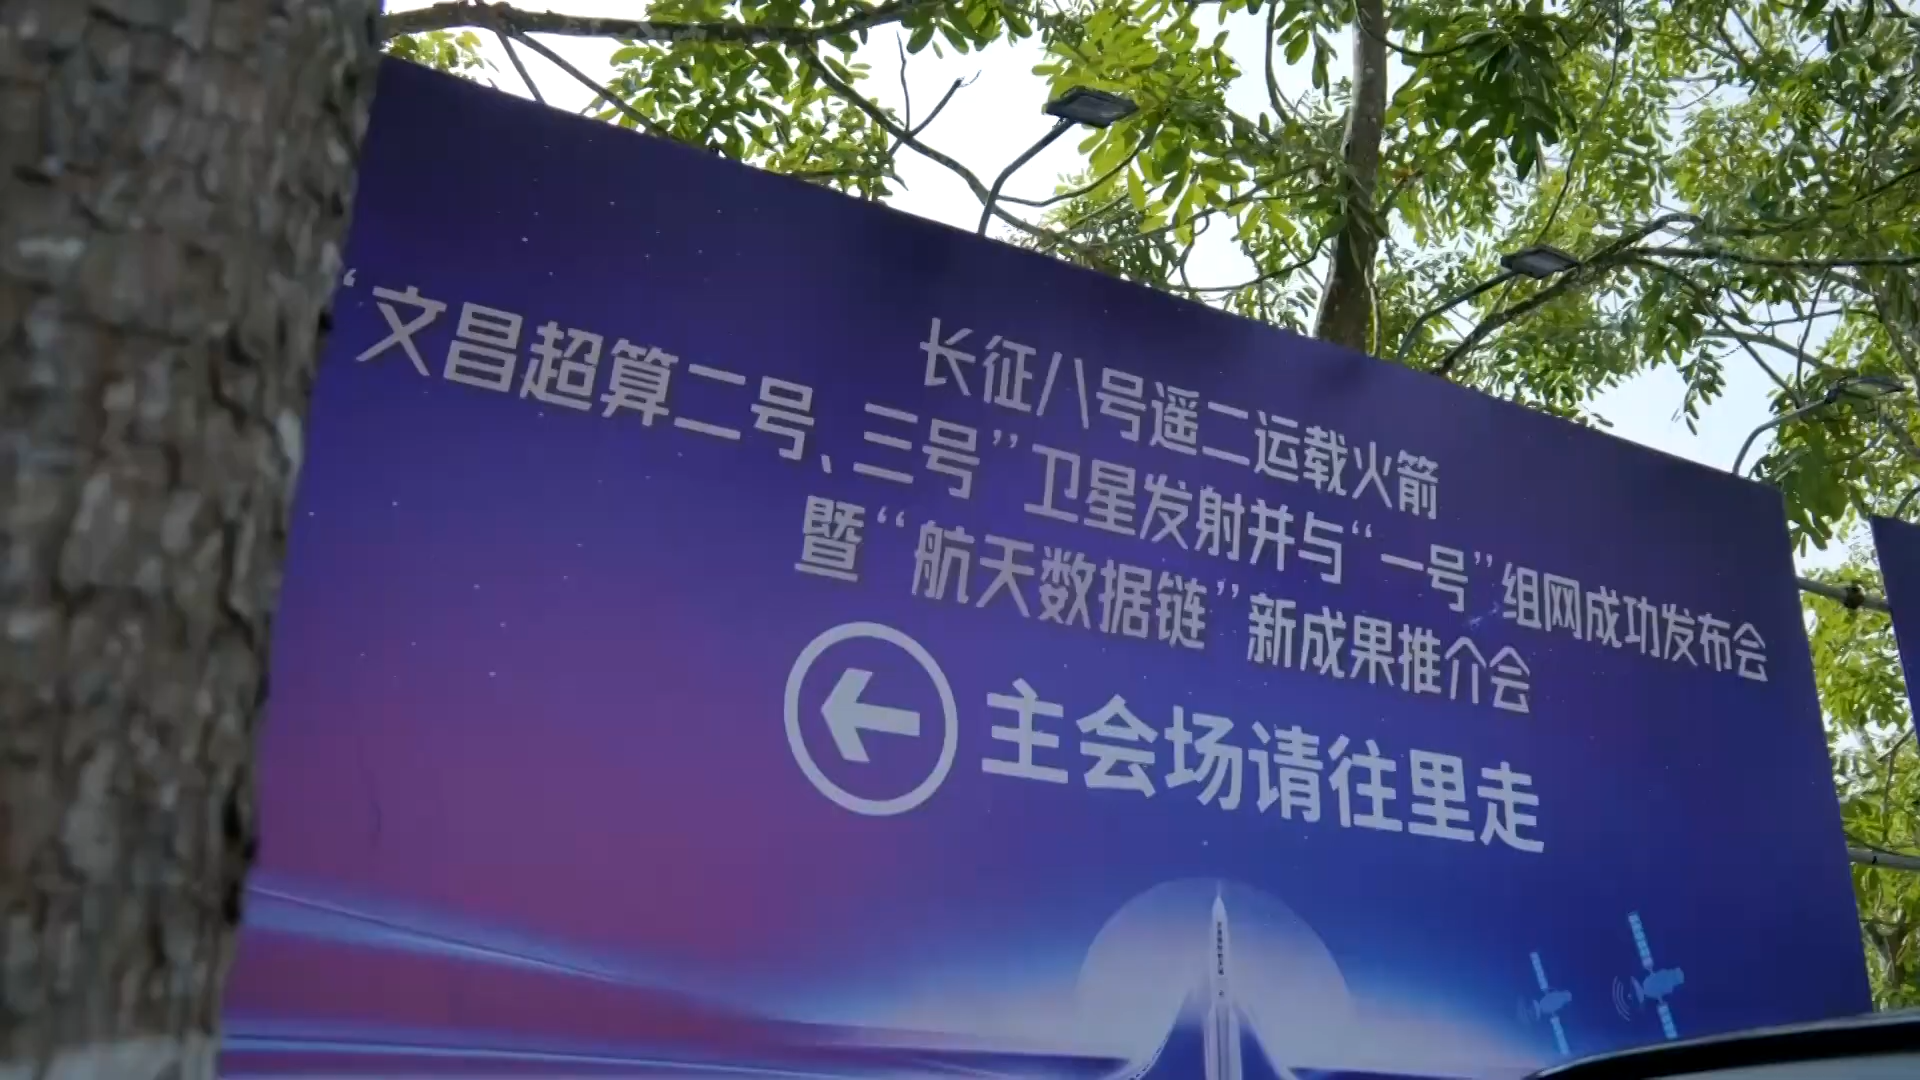 长征八号遥二运载火箭
“文昌超算二号、三号”卫星发射并与“一号”组网成功发布会
暨“航天数据链”新成果推介会
主会场请往里走